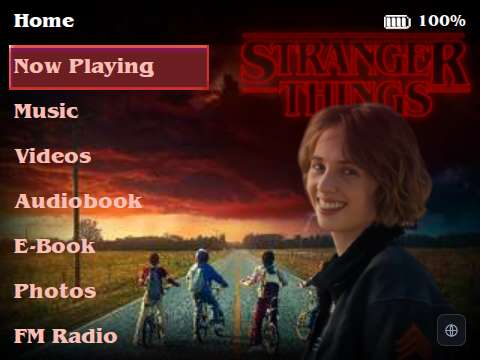 Home
100%
Now Playing
STRANGER
THINGS
Music
Videos
Audiobook
E-Book
Photos
FM Radio